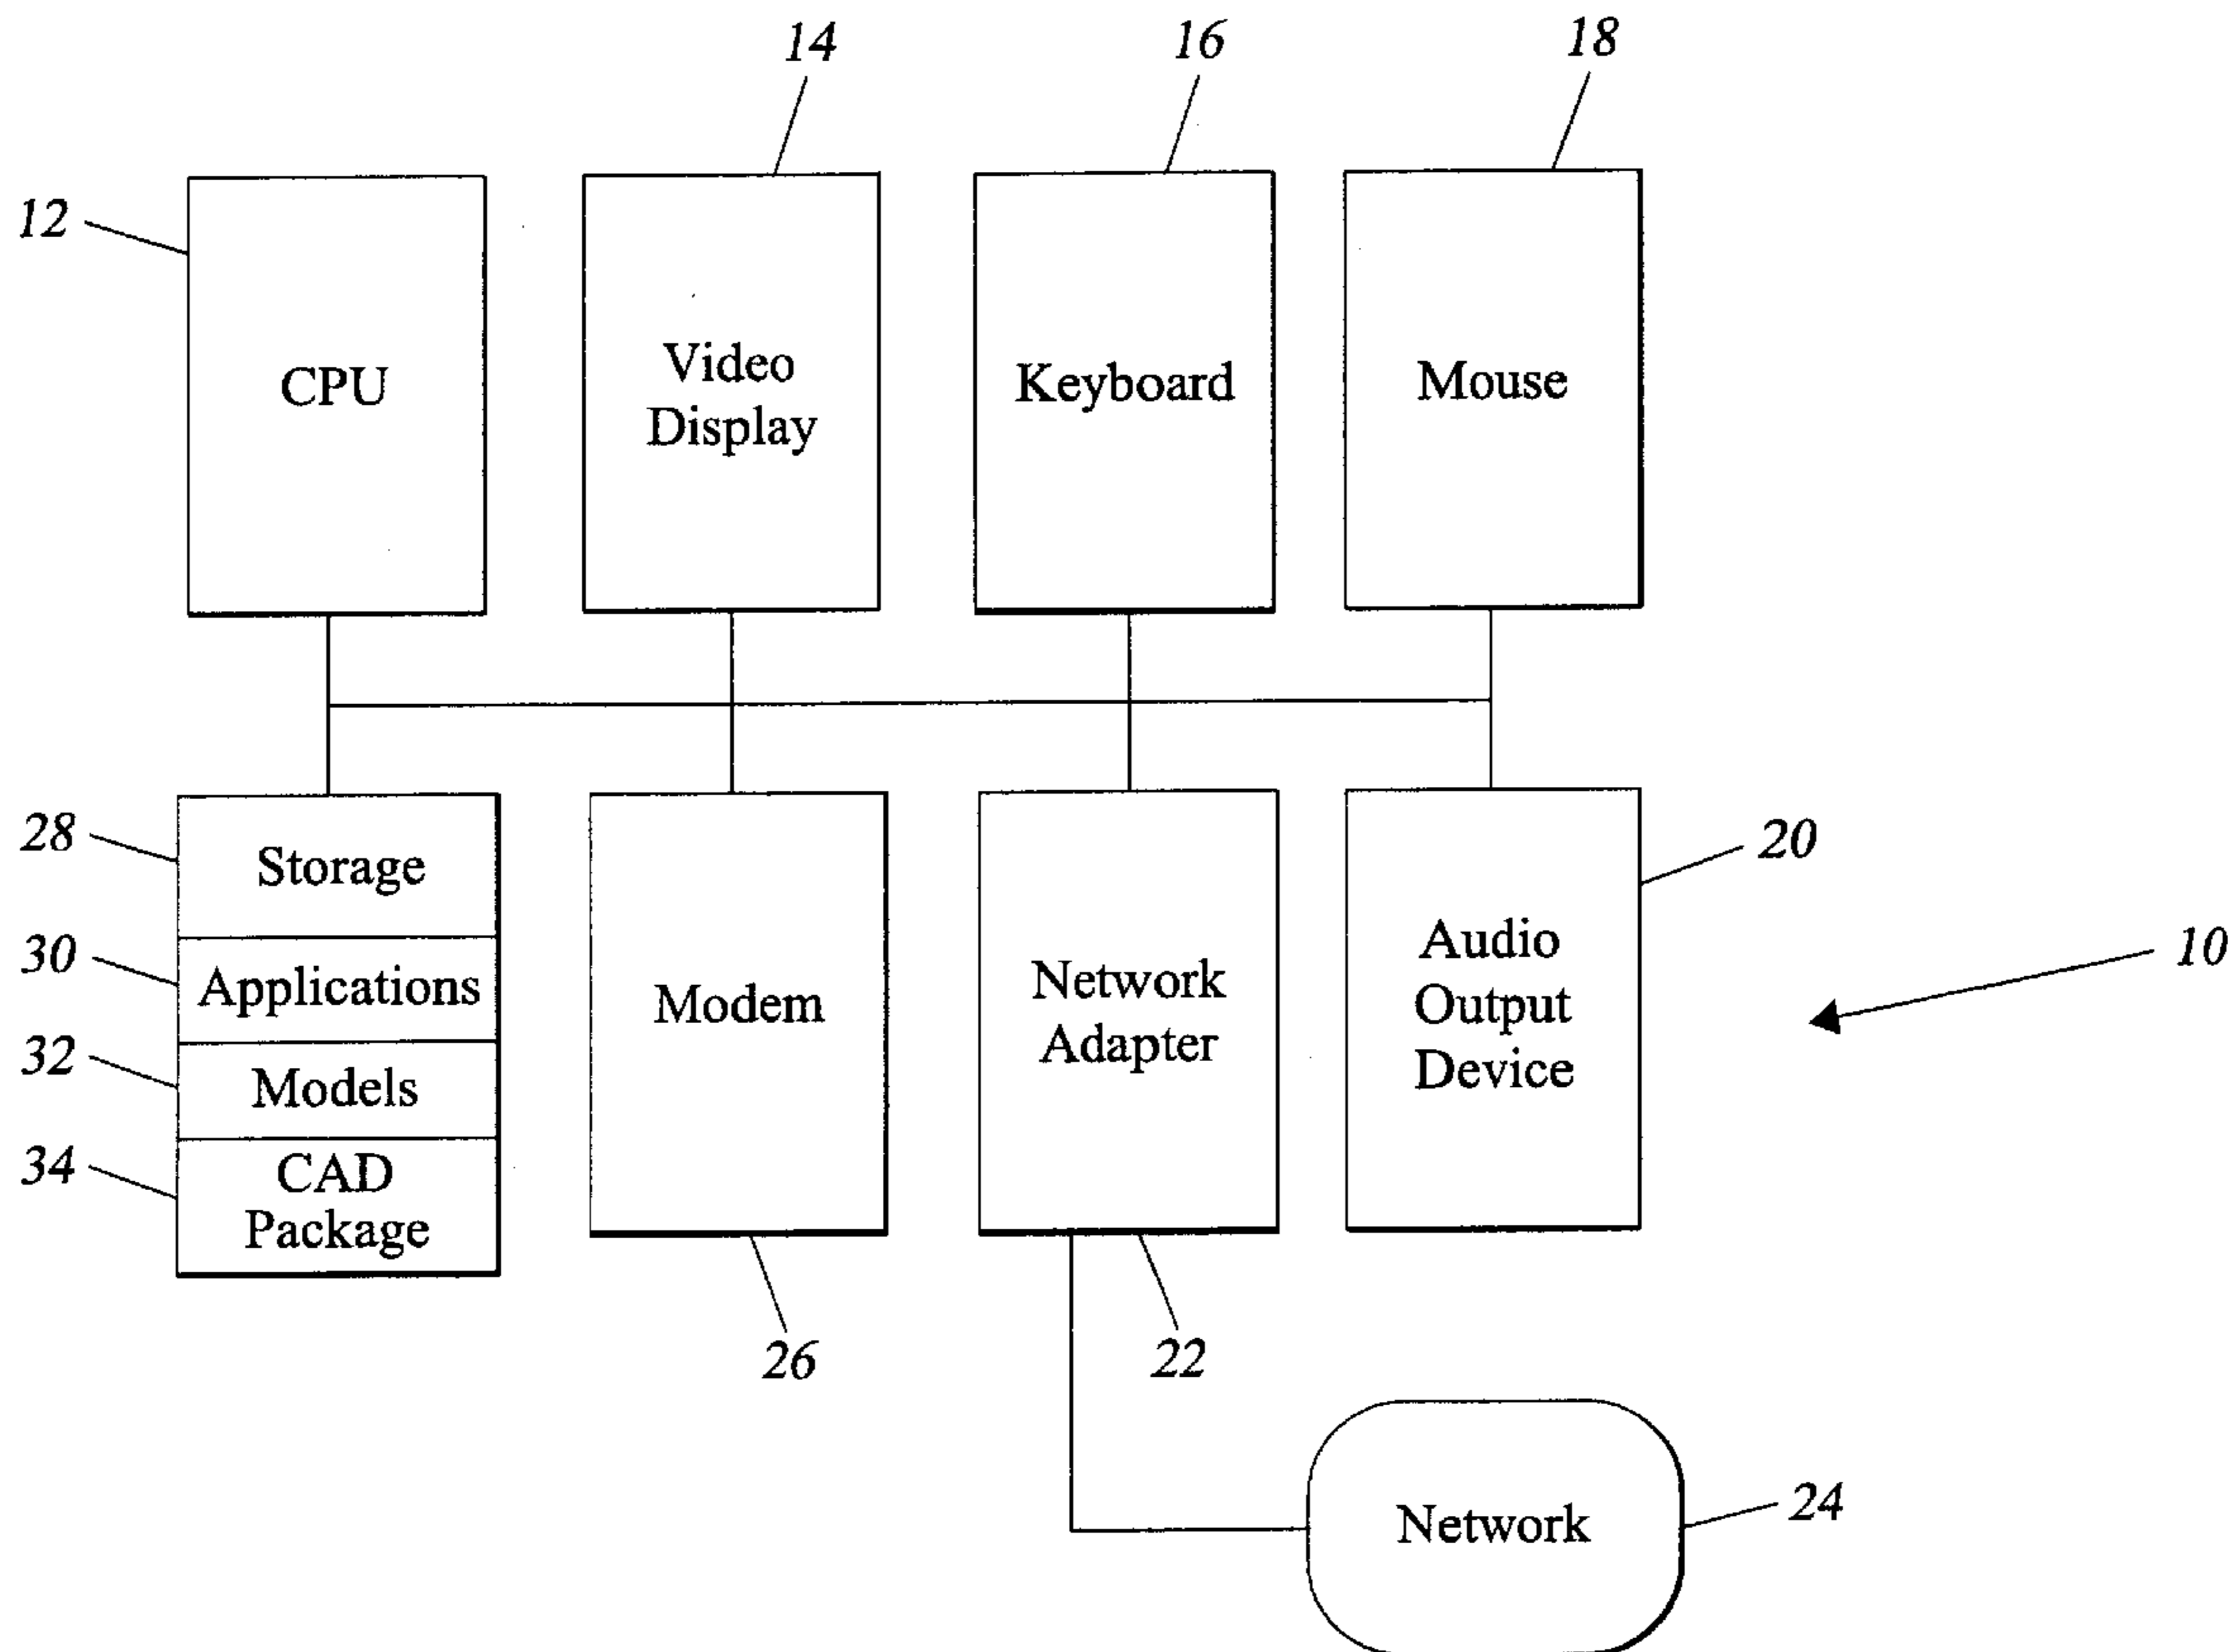 14
16
18
12
CPU
Video
Display
Keyboard
Mouse
28
Storage
30
Applications
32
Models
34
CAD
Package
Modem
Network
Adapter
Audio
Output
Device
20
10
26
22
Network
24